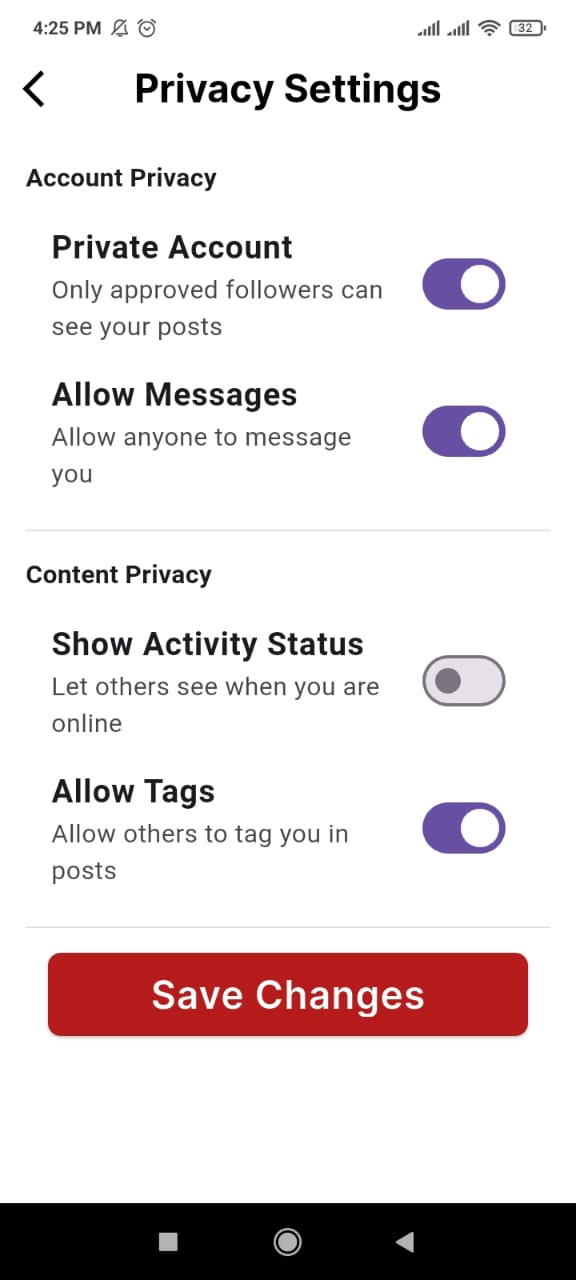 4:25 PM 32
Privacy Settings
Account Privacy
Private Account
Only approved followers can
see your posts
Allow Messages
Allow anyone to message
you
Content Privacy
Show Activity Status
Let others see when you are
online
Allow Tags
Allow others to tag you in
posts
Save Changes